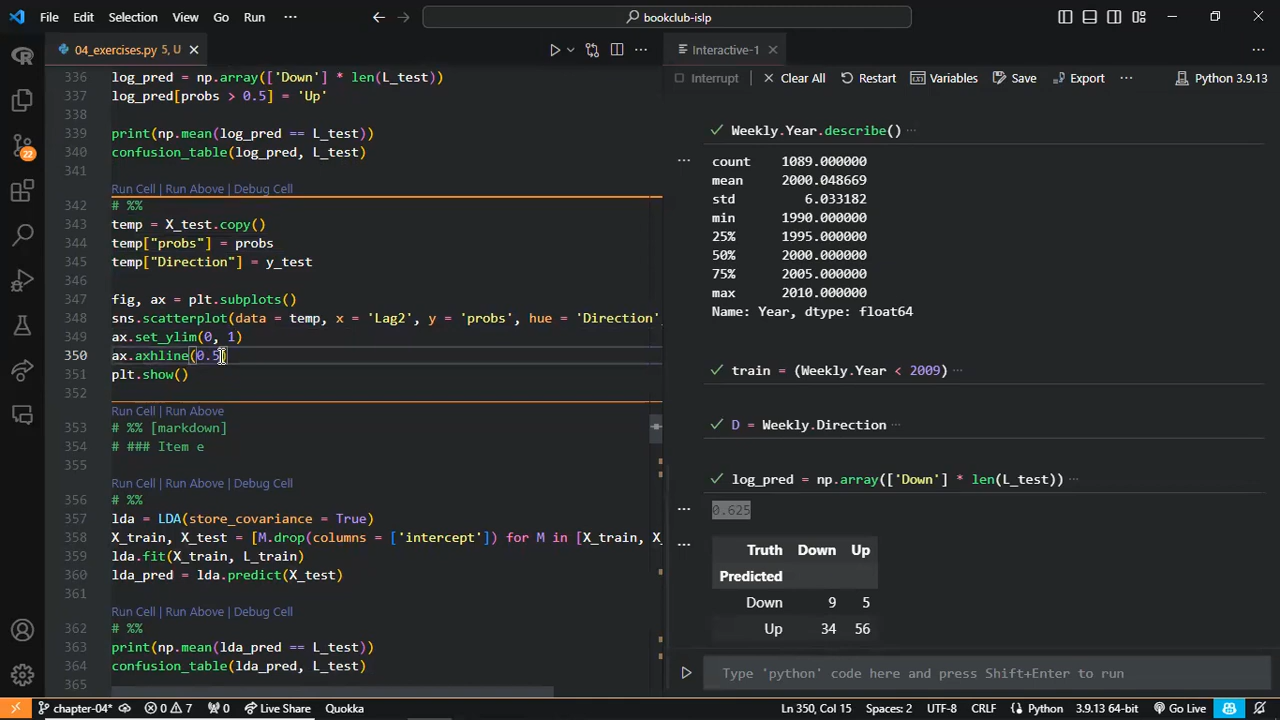 File Edit Selection View Go Run ··· bookclub-islp
04_exercises.py 5, U
336 log_pred = np.array(['Down'] * len(L_test))
337 log_pred[probs > 0.5] = 'Up'
338
339 print(np.mean(log_pred == L_test))
340 confusion_table(log_pred, L_test)
341
Run Cell | Run Above | Debug Cell
342 # %%
343 temp = X_test.copy()
344 temp["probs"] = probs
345 temp["Direction"] = y_test
346
347 fig, ax = plt.subplots()
348 sns.scatterplot(data = temp, x = 'Lag2', y = 'probs', hue = 'Direction'
349 ax.set_ylim(0, 1)
350 ax.axhline(0.5)
351 plt.show()
352
Run Cell | Run Above
353 # %% [markdown]
354 # ### Item e
355
Run Cell | Run Above | Debug Cell
356 # %%
357 lda = LDA(store_covariance = True)
358 X_train, X_test = [M.drop(columns = ['intercept']) for M in [X_train, X
359 lda.fit(X_train, L_train)
360 lda_pred = lda.predict(X_test)
361
Run Cell | Run Above | Debug Cell
362 # %%
363 print(np.mean(lda_pred == L_test))
364 confusion_table(lda_pred, L_test)
365
Interactive-1
Interrupt Clear All Restart Variables Save Export ··· Python 3.9.13
Weekly.Year.describe() ···
count 1089.000000
mean 2000.048669
std 6.033182
min 1990.000000
25% 1995.000000
50% 2000.000000
75% 2005.000000
max 2010.000000
Name: Year, dtype: float64
train = (Weekly.Year < 2009) ···
D = Weekly.Direction ···
log_pred = np.array(['Down'] * len(L_test)) ···
0.625
Truth Down Up
Predicted
Down 9 5
Up 34 56
Type 'python' code here and press Shift+Enter to run
22
chapter-04* 0 7 0 Live Share Quokka Ln 350, Col 15 Spaces: 2 UTF-8 CRLF Python 3.9.13 64-bit Go Live